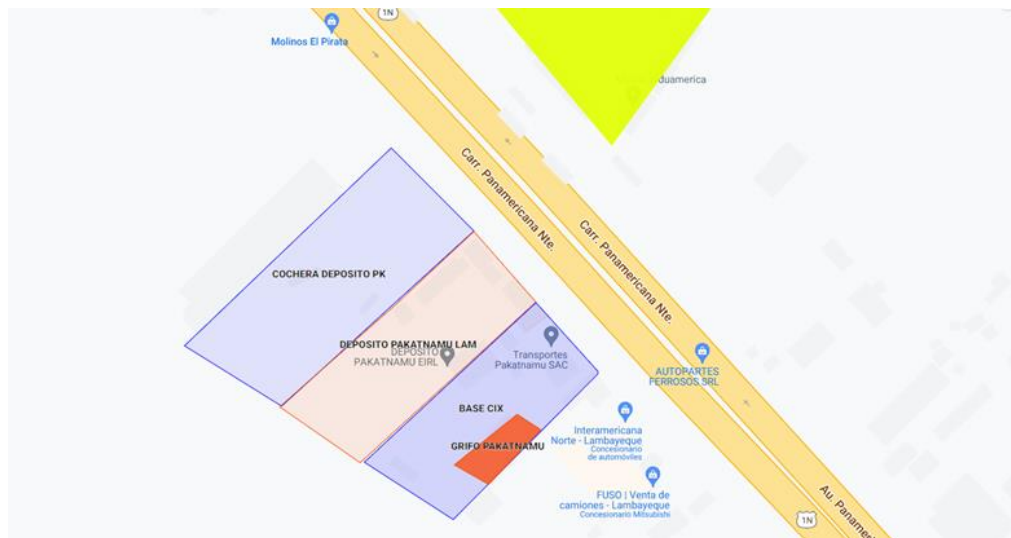 1N
Molinos El Pirata
duamerica
Carr. Panamericana Nte.
Carr. Panamericana Nte.
COCHERA DEPOSITO PK
DEPOSITO PAKATNAMU LAM
DEPOSITO
PAKATNAMU EIRL
Transportes
Pakatnamu SAC
AUTOPARTES
FERROSOS SRL
BASE CIX
GRIFO PAKATNAMU
Interamericana
Norte - Lambayeque
Concesionario
de automóviles
FUSO | Venta de
camiones - Lambayeque
Concesionario Mitsubishi
Au. Panamer
1N